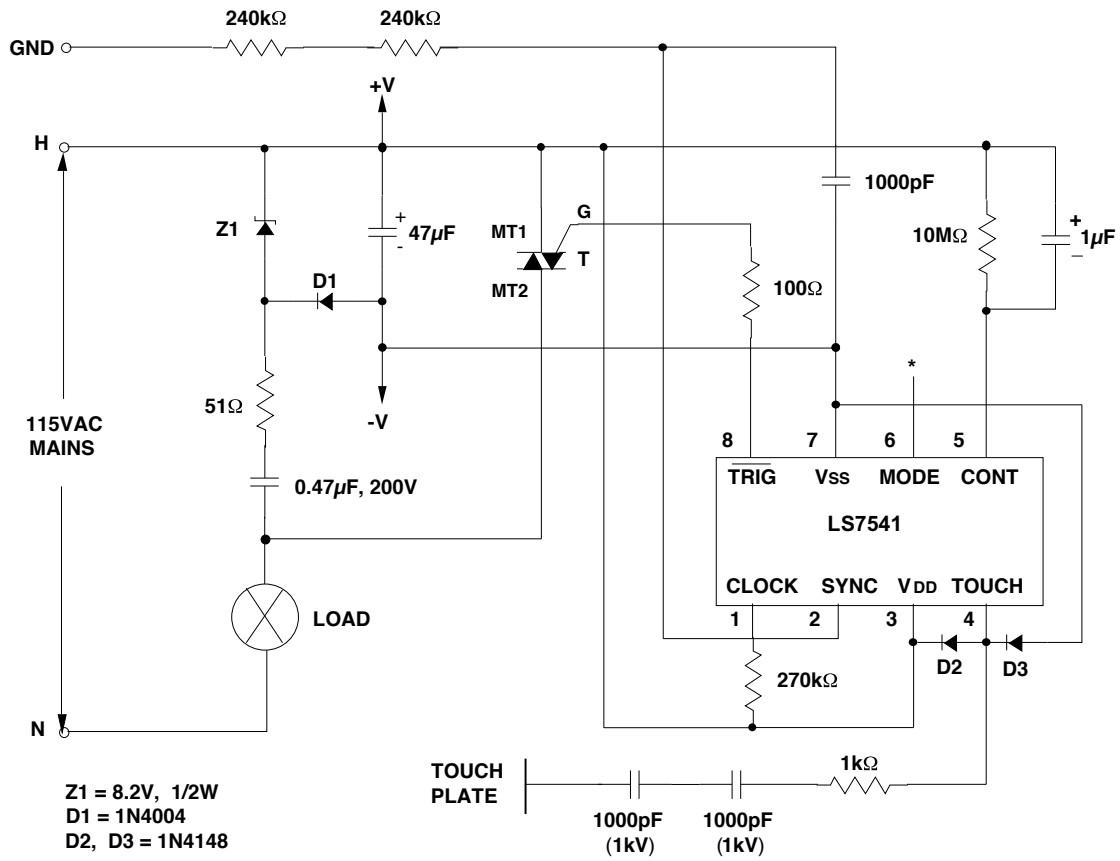 240kΩ 240kΩ
GND
+V
H
1000pF
Z1
+
47µF
-
MT1
G
T
MT2
10MΩ
+
1µF
–
D1
100Ω
*
51Ω
-V
115VAC
MAINS
8 7 6 5
0.47µF, 200V
TRIG VSS MODE CONT
LS7541
CLOCK SYNC VDD TOUCH
1 2 3 4
LOAD
D2 D3
270kΩ
N
1kΩ
TOUCH
PLATE
Z1 = 8.2V, 1/2W
D1 = 1N4004
D2, D3 = 1N4148
1000pF 1000pF
(1kV) (1kV)